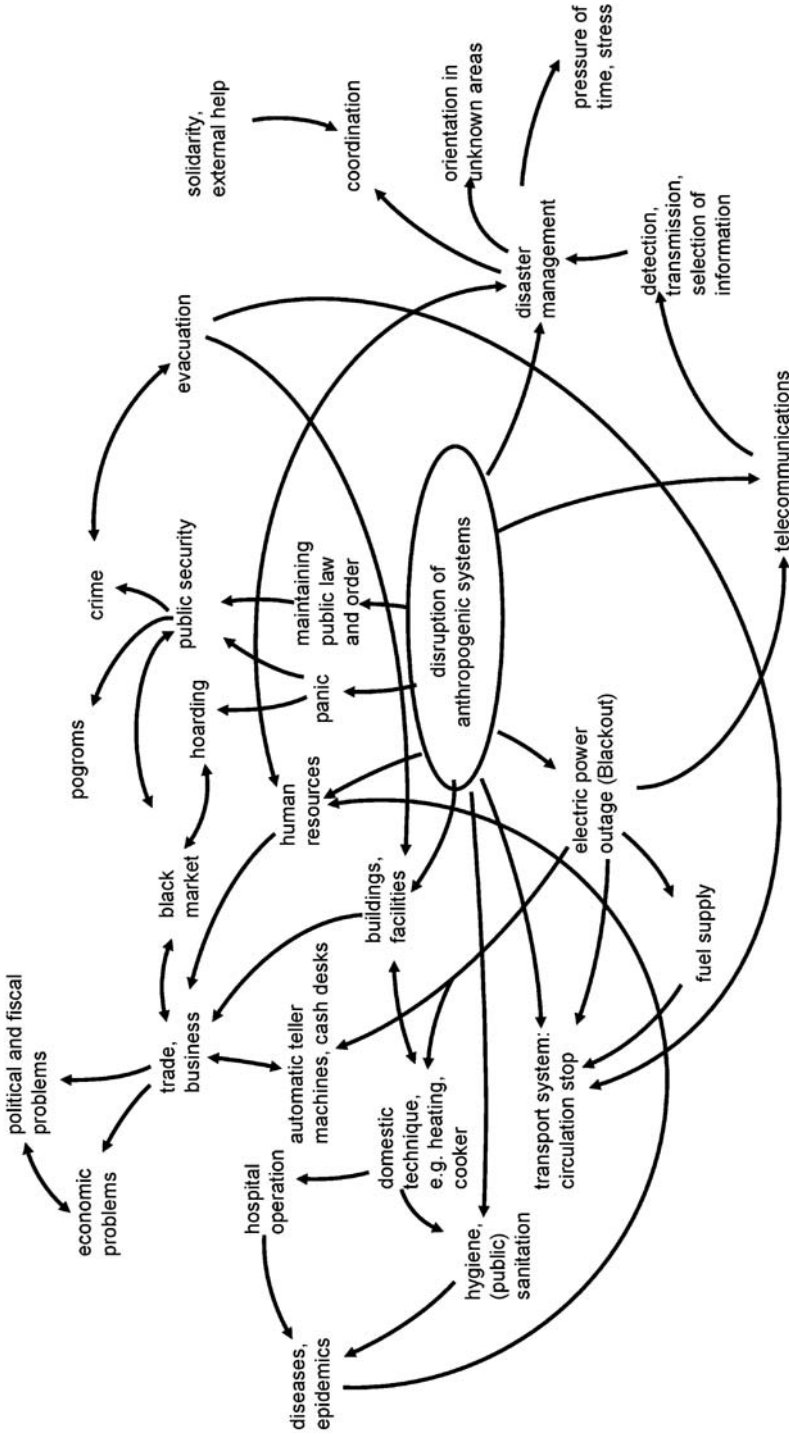 political and fiscal
problems
pogroms
economic
problems
crime
trade,
business
black
market
public security
evacuation
solidarity,
external help
hoarding
hospital
operation
diseases,
epidemics
automatic teller
machines, cash desks
human
resources
panic
maintaining
public law
and order
coordination
domestic
technique,
e.g. heating,
cooker
buildings,
facilities
disruption of
anthropogenic systems
orientation in
unknown areas
hygiene,
(public)
sanitation
disaster
management
transport system:
circulation stop
electric power
outage (Blackout)
pressure of
time, stress
detection,
transmission,
selection of
information
fuel supply
telecommunications